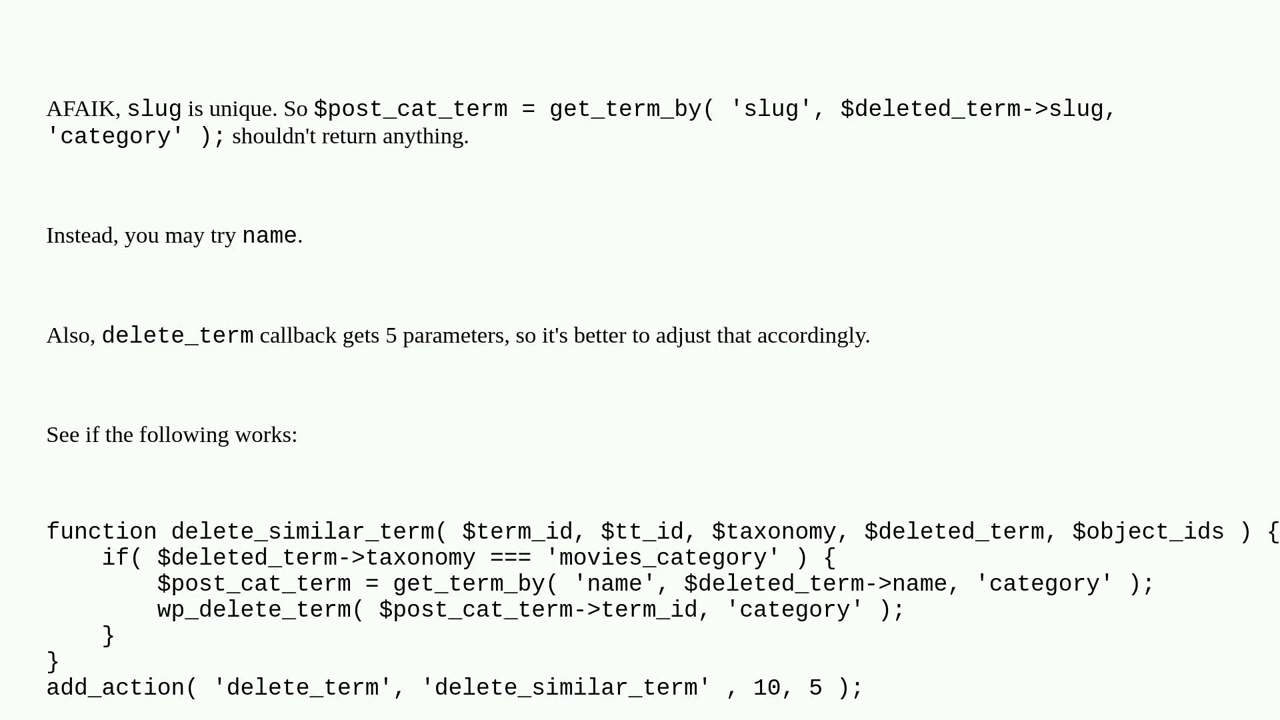 AFAIK, slug is unique. So $post_cat_term = get_term_by( 'slug', $deleted_term->slug,
'category' ); shouldn't return anything.
Instead, you may try name.
Also, delete_term callback gets 5 parameters, so it's better to adjust that accordingly.
See if the following works:
function delete_similar_term( $term_id, $tt_id, $taxonomy, $deleted_term, $object_ids ) {
    if( $deleted_term->taxonomy === 'movies_category' ) {
        $post_cat_term = get_term_by( 'name', $deleted_term->name, 'category' );
        wp_delete_term( $post_cat_term->term_id, 'category' );
    }
}
add_action( 'delete_term', 'delete_similar_term' , 10, 5 );